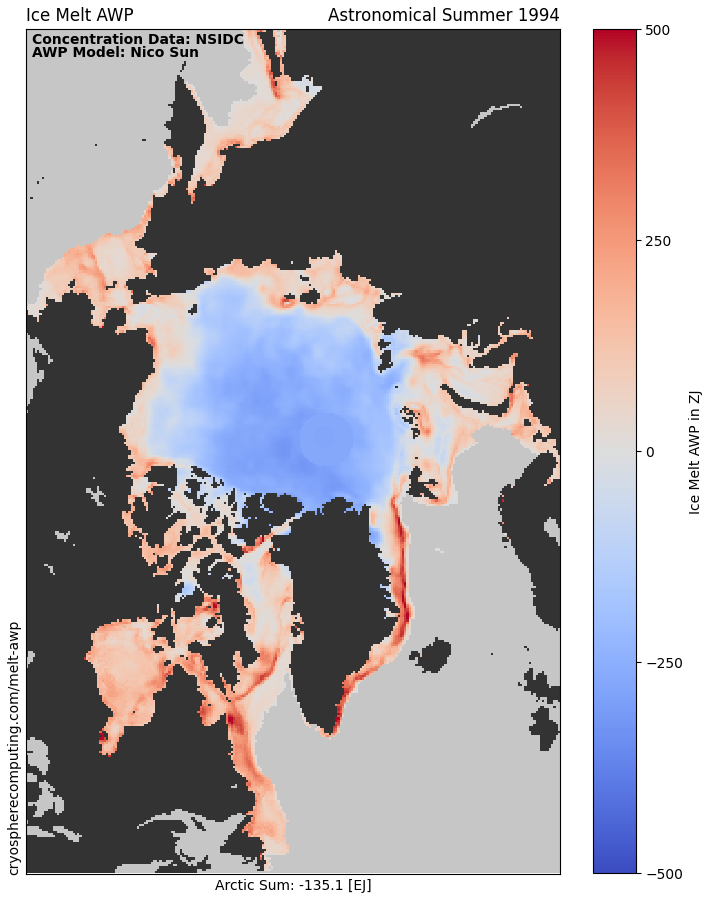 Ice Melt AWP
Astronomical Summer 1994
Concentration Data: NSIDC
AWP Model: Nico Sun
500
250
0
−250
−500
Ice Melt AWP in ZJ
cryospherecomputing.com/melt-awp
Arctic Sum: -135.1 [EJ]